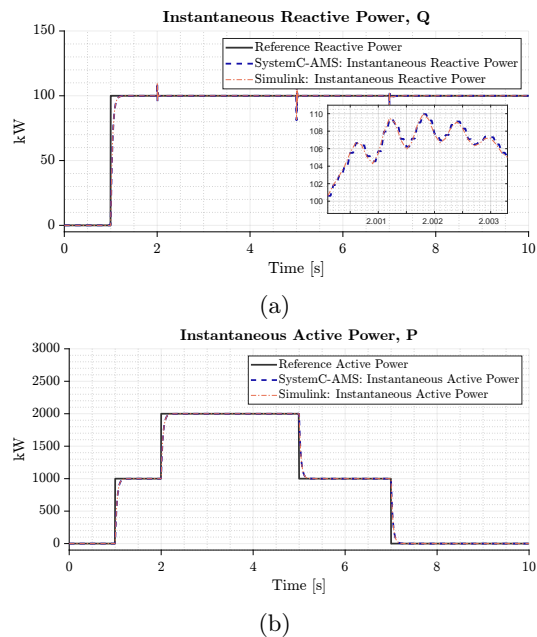 Instantaneous Reactive Power, Q
150
100
50
0
kW
Reference Reactive Power
SystemC-AMS: Instantaneous Reactive Power
Simulink: Instantaneous Reactive Power
110
108
106
104
102
100
2.001 2.002 2.003
0 2 4 6 8 10
Time [s]
(a)
Instantaneous Active Power, P
3000
2500
2000
1500
1000
500
0
kW
Reference Active Power
SystemC-AMS: Instantaneous Active Power
Simulink: Instantaneous Active Power
0 2 4 6 8 10
Time [s]
(b)